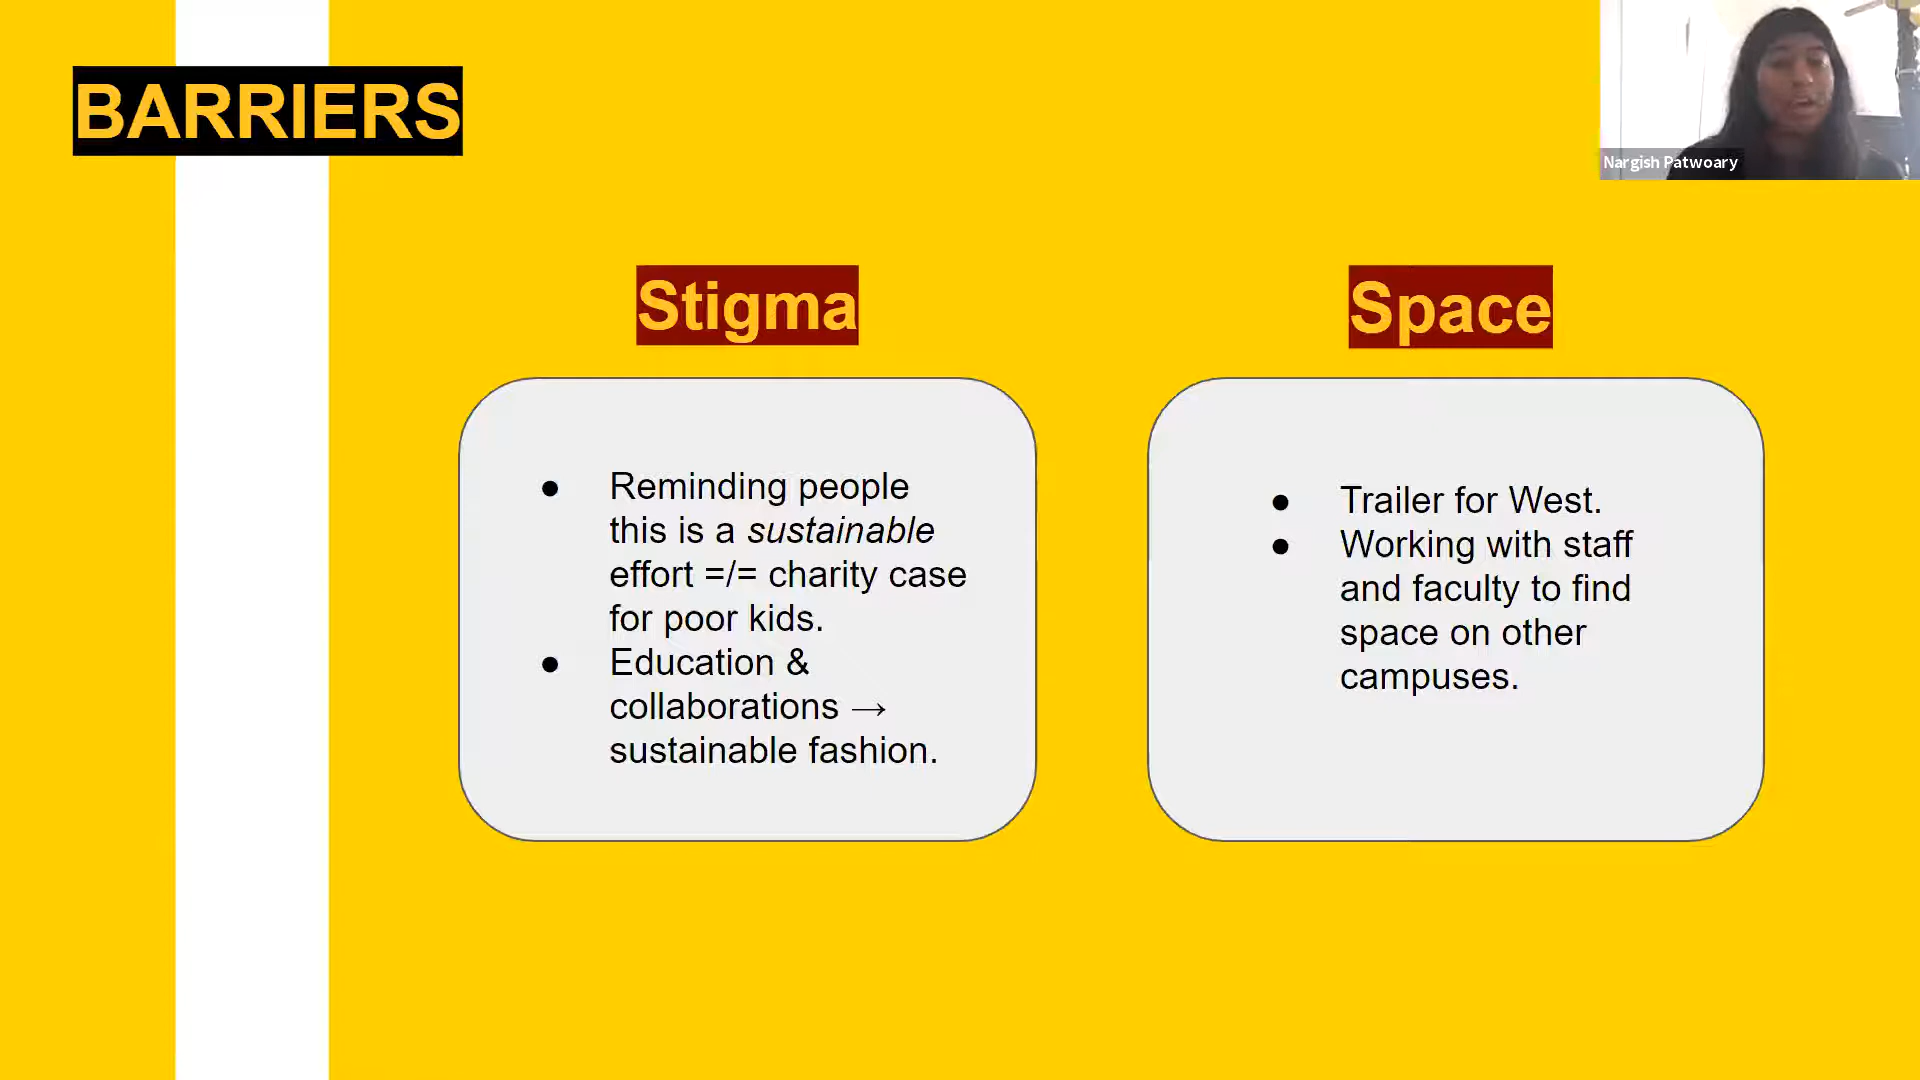 BARRIERS
Nargish Patwoary
Stigma
● Reminding people
this is a sustainable
effort =/= charity case
for poor kids.
● Education &
collaborations →
sustainable fashion.
Space
● Trailer for West.
● Working with staff
and faculty to find
space on other
campuses.